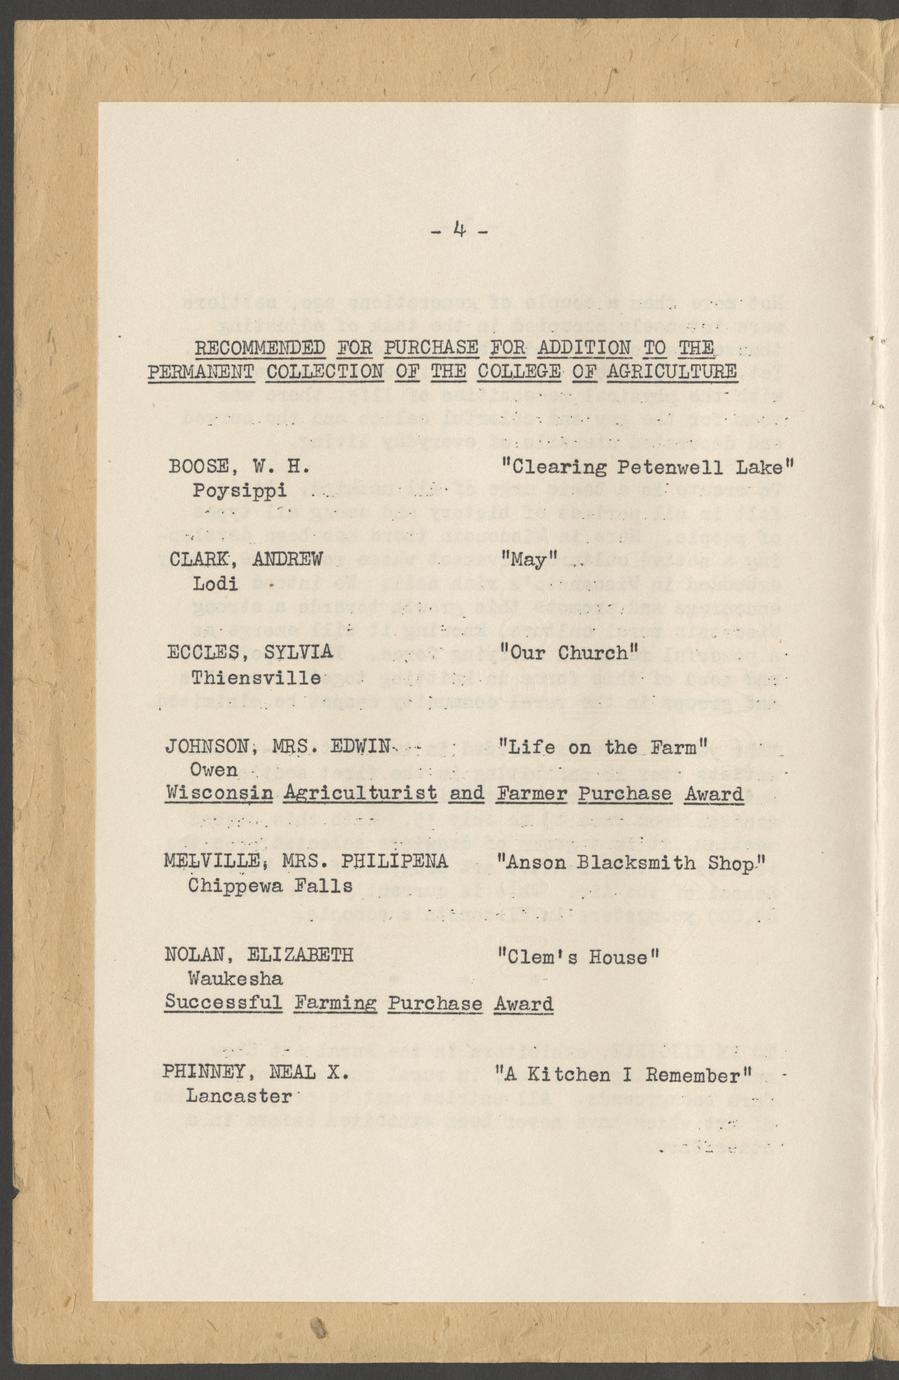 - 4 -
RECOMMENDED FOR PURCHASE FOR ADDITION TO THE
PERMANENT COLLECTION OF THE COLLEGE OF AGRICULTURE
BOOSE, W. H. "Clearing Petenwell Lake"
Poysippi
CLARK, ANDREW "May"
Lodi
ECCLES, SYLVIA "Our Church"
Thiensville
JOHNSON, MRS. EDWIN "Life on the Farm"
Owen
Wisconsin Agriculturist and Farmer Purchase Award
MELVILLE, MRS. PHILIPENA "Anson Blacksmith Shop"
Chippewa Falls
NOLAN, ELIZABETH "Clem's House"
Waukesha
Successful Farming Purchase Award
PHINNEY, NEAL X. "A Kitchen I Remember"
Lancaster